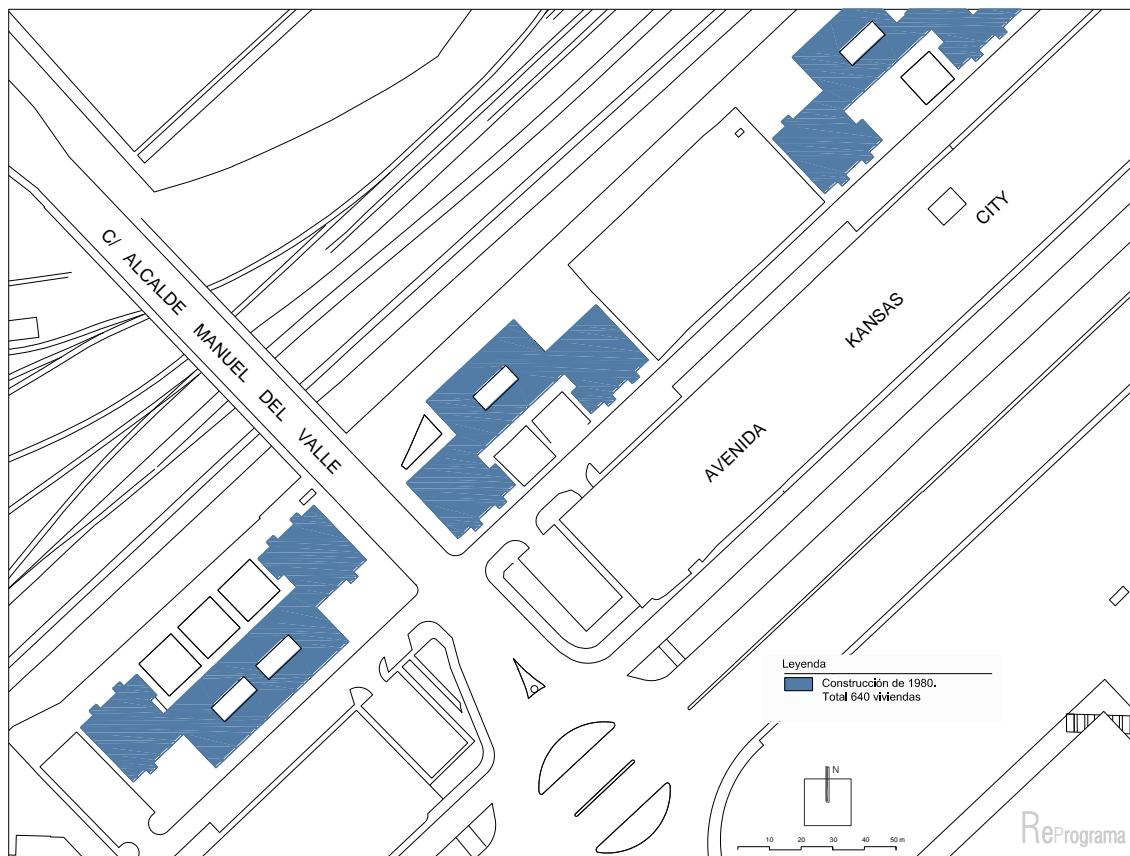 C/ ALCALDE MANUEL DEL VALLE
AVENIDA KANSAS CITY
Leyenda
Construcción de 1980.
Total 640 viviendas
N
10 20 30 40 50 m
RePrograma